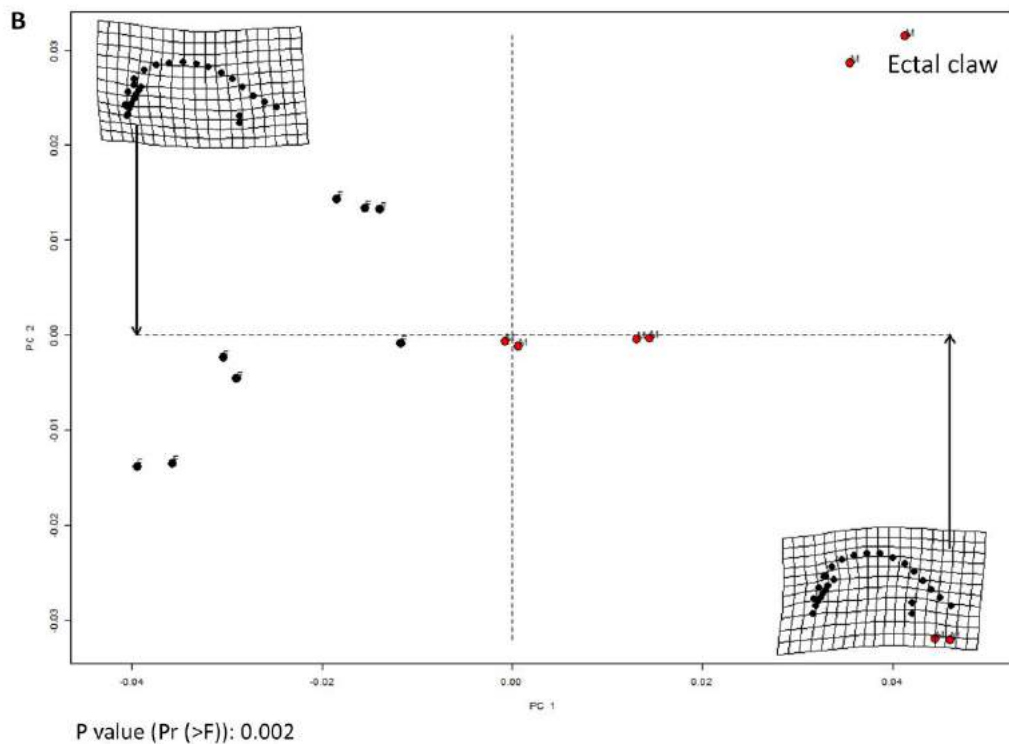 B
M
M
Ectal claw
0.03
0.02
F
F F
0.01
PC 2
0.00
F
M
M
M M
F
F
-0.01
F
F
-0.02
-0.03
M M
-0.04
-0.02
0.00
0.02
0.04
PC 1
P value (Pr (>F)): 0.002